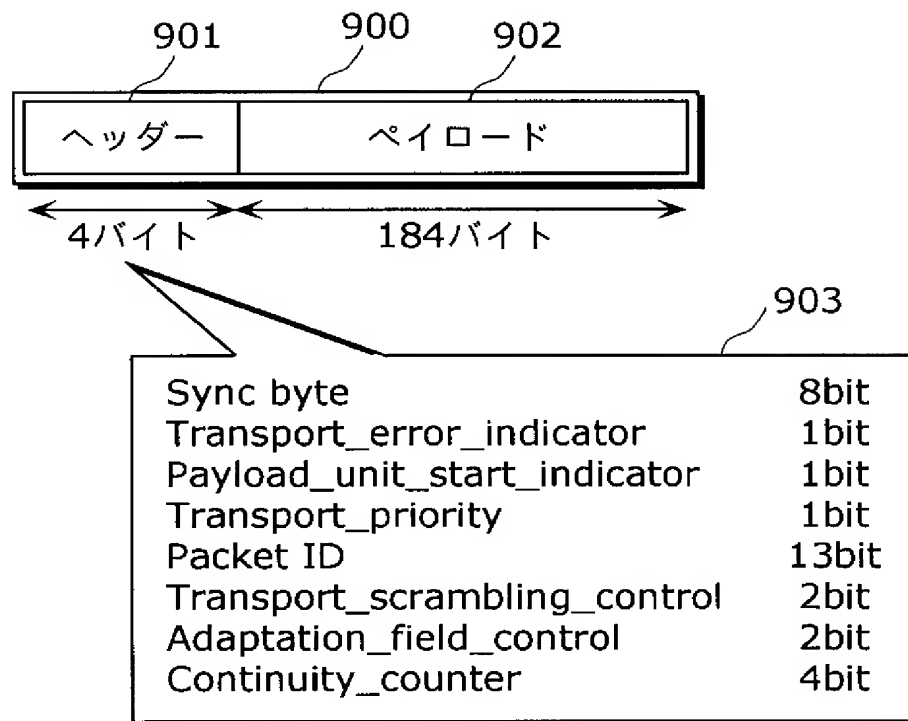 901 900 902
ヘッダー ペイロード
4バイト 184バイト
903
Sync byte 8bit
Transport_error_indicator 1bit
Payload_unit_start_indicator 1bit
Transport_priority 1bit
Packet ID 13bit
Transport_scrambling_control 2bit
Adaptation_field_control 2bit
Continuity_counter 4bit